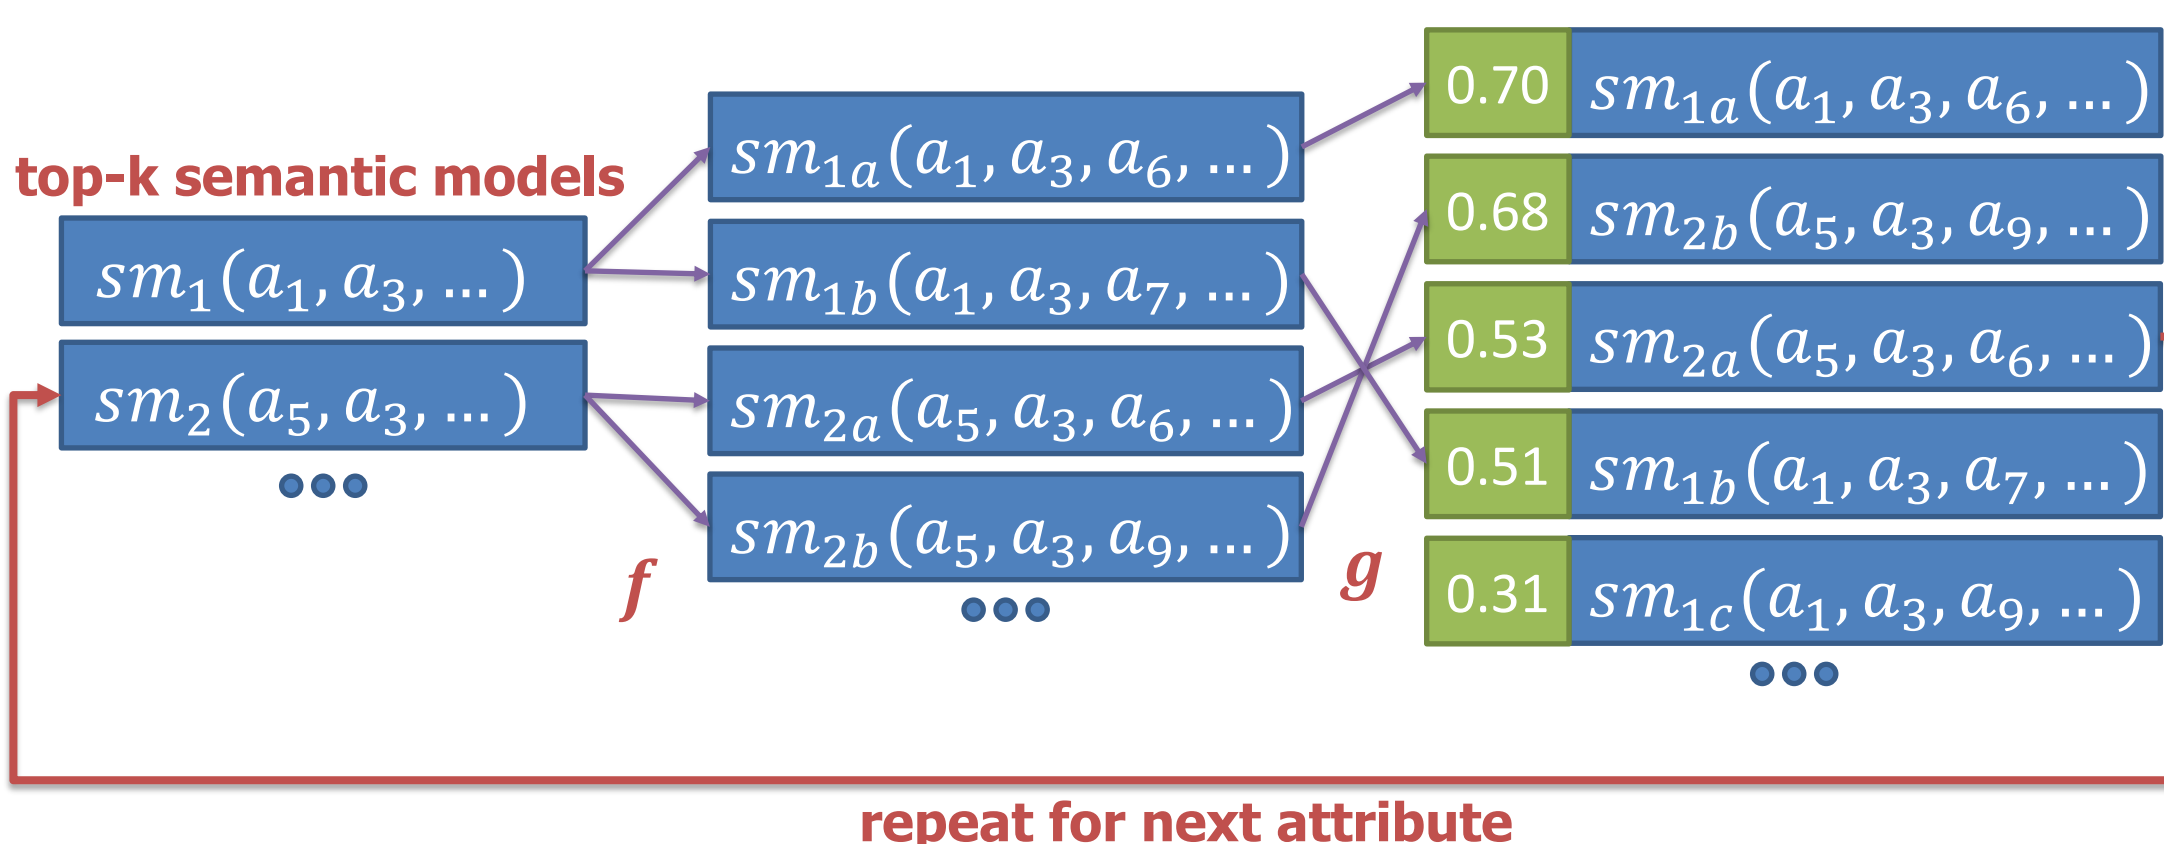 top-k semantic models
sm₁(a₁, a₃, ...)
sm₂(a₅, a₃, ...)
f
sm₁ₐ(a₁, a₃, a₆, ...)
sm₁b(a₁, a₃, a₇, ...)
sm₂ₐ(a₅, a₃, a₆, ...)
sm₂b(a₅, a₃, a₉, ...)
g
0.70 sm₁ₐ(a₁, a₃, a₆, ...)
0.68 sm₂b(a₅, a₃, a₉, ...)
0.53 sm₂ₐ(a₅, a₃, a₆, ...)
0.51 sm₁b(a₁, a₃, a₇, ...)
0.31 sm₁c(a₁, a₃, a₉, ...)
repeat for next attribute